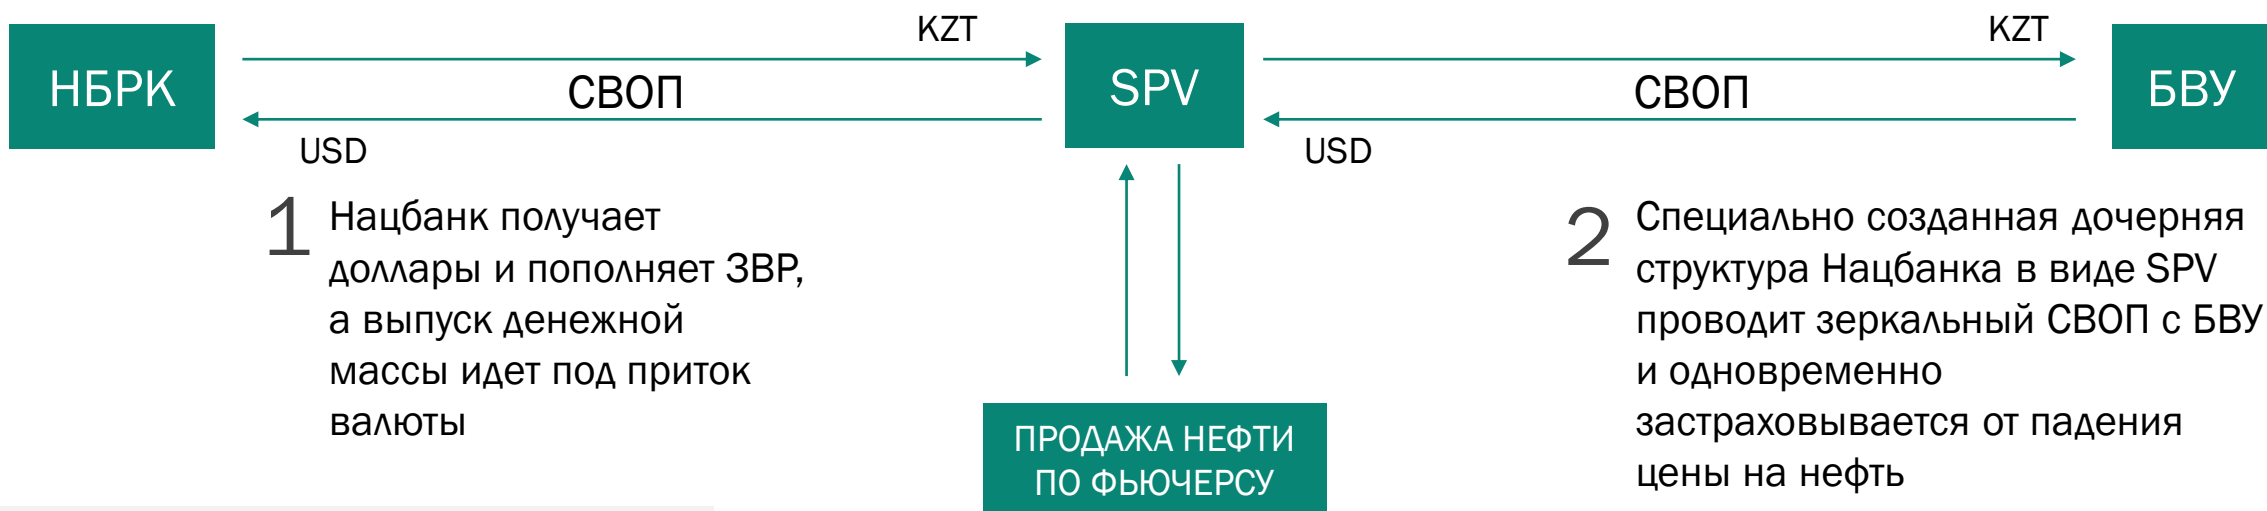 KZT
KZT
НБРК
СВОП
SPV
СВОП
БВУ
USD
USD
1
Нацбанк получает
доллары и пополняет ЗВР,
а выпуск денежной
массы идет под приток
валюты
2
Специально созданная дочерняя
структура Нацбанка в виде SPV
проводит зеркальный СВОП с БВУ
и одновременно
застраховывается от падения
цены на нефть
ПРОДАЖА НЕФТИ
ПО ФЬЮЧЕРСУ